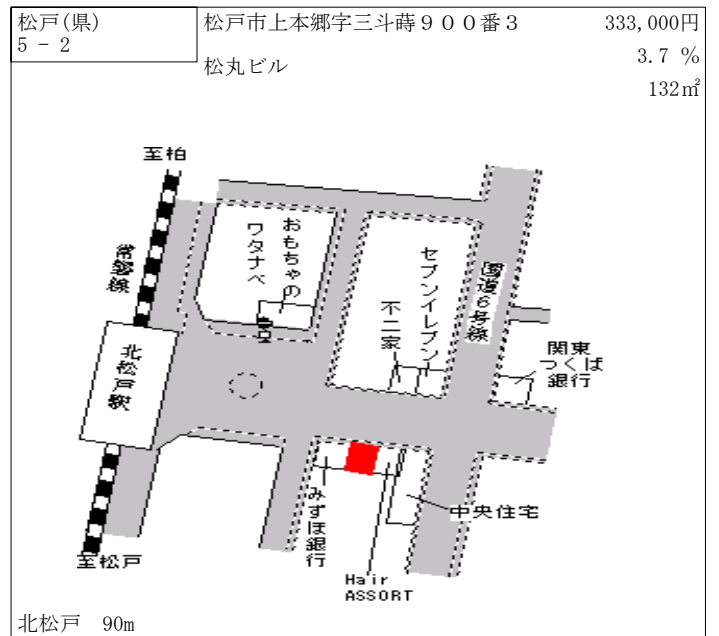 松戸(県)
5 - 2
松戸市上本郷字三斗蒔９００番３
松丸ビル
333,000円
3.7 %
132㎡
至柏
常磐線
おもちゃの
ワタナベ
セブンイレブン
不二家
国道6号線
北松戸駅
関東
つくば
銀行
みずほ銀行
中央住宅
至松戸
Hair
ASSORT
北松戸　90m